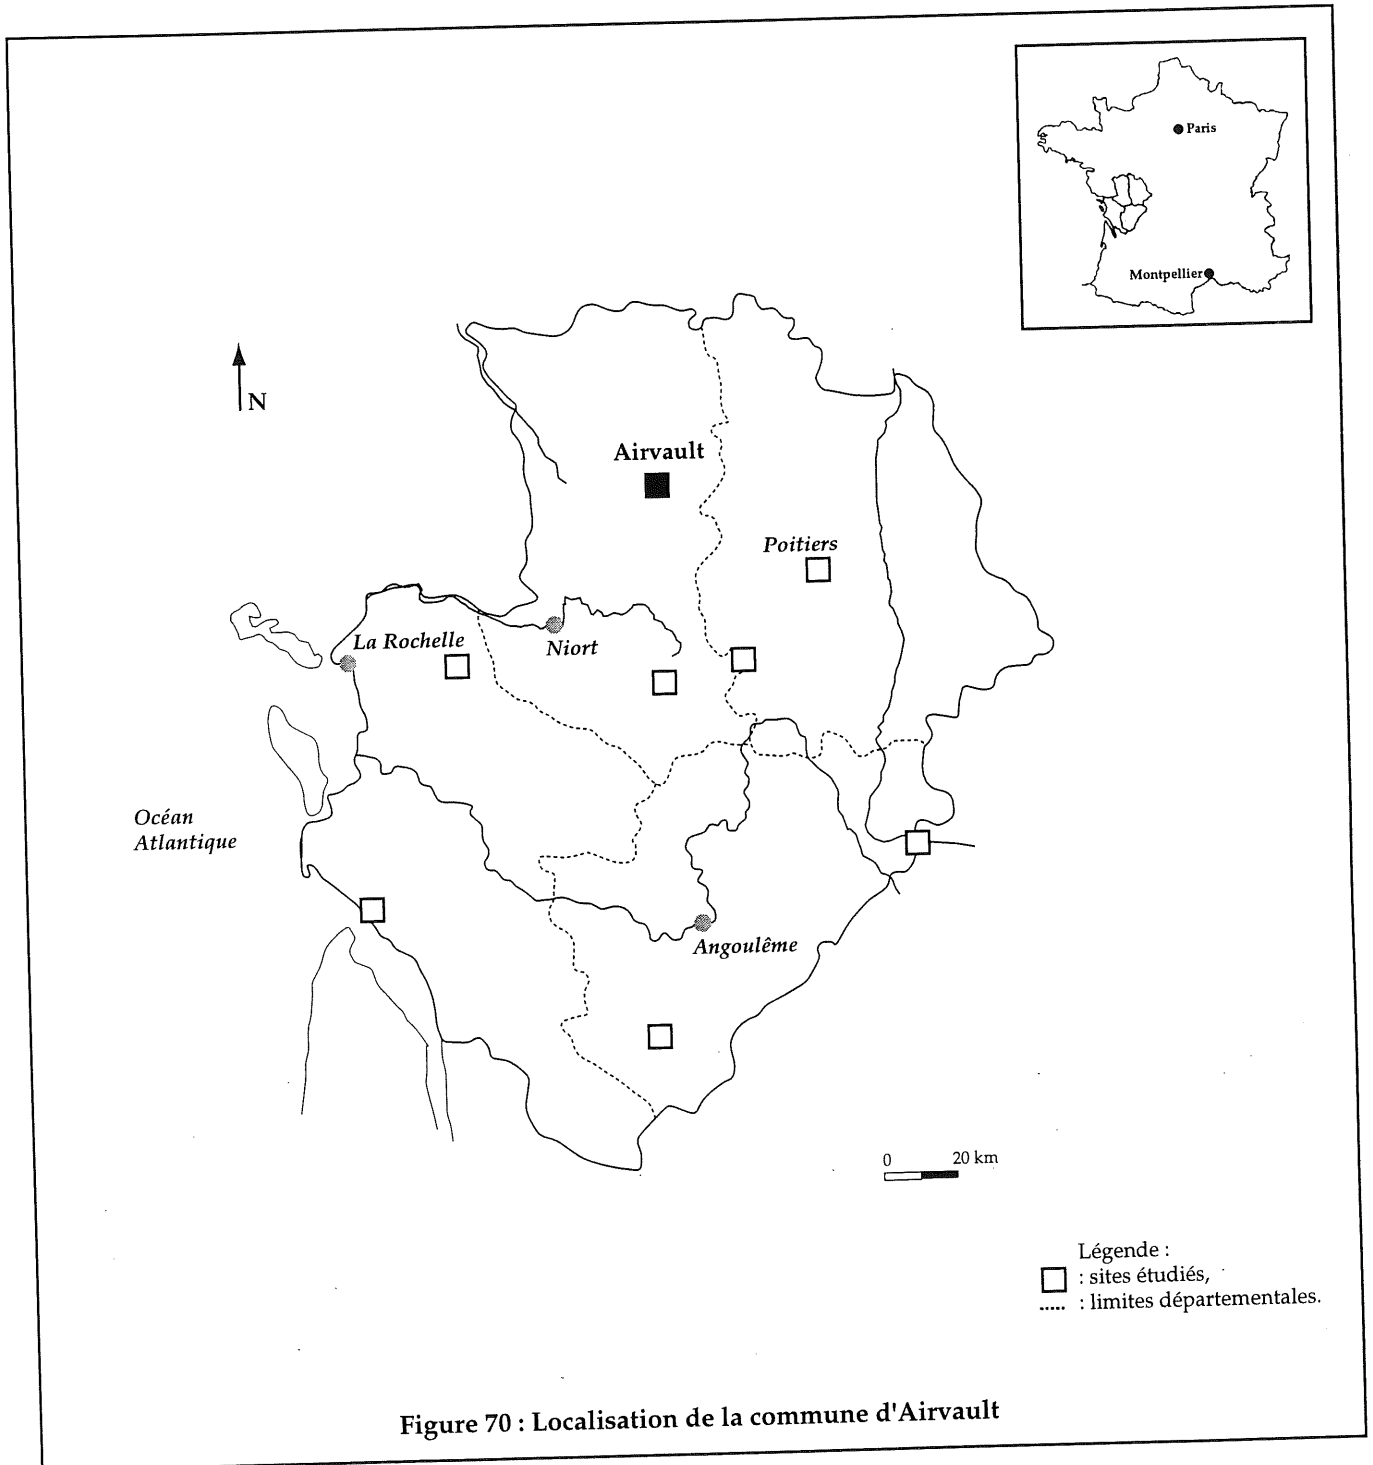 Paris
Montpellier
N
Airvault
Poitiers
La Rochelle
Niort
Océan
Atlantique
Angoulême
0 20 km
Légende :
: sites étudiés,
..... : limites départementales.
Figure 70 : Localisation de la commune d'Airvault